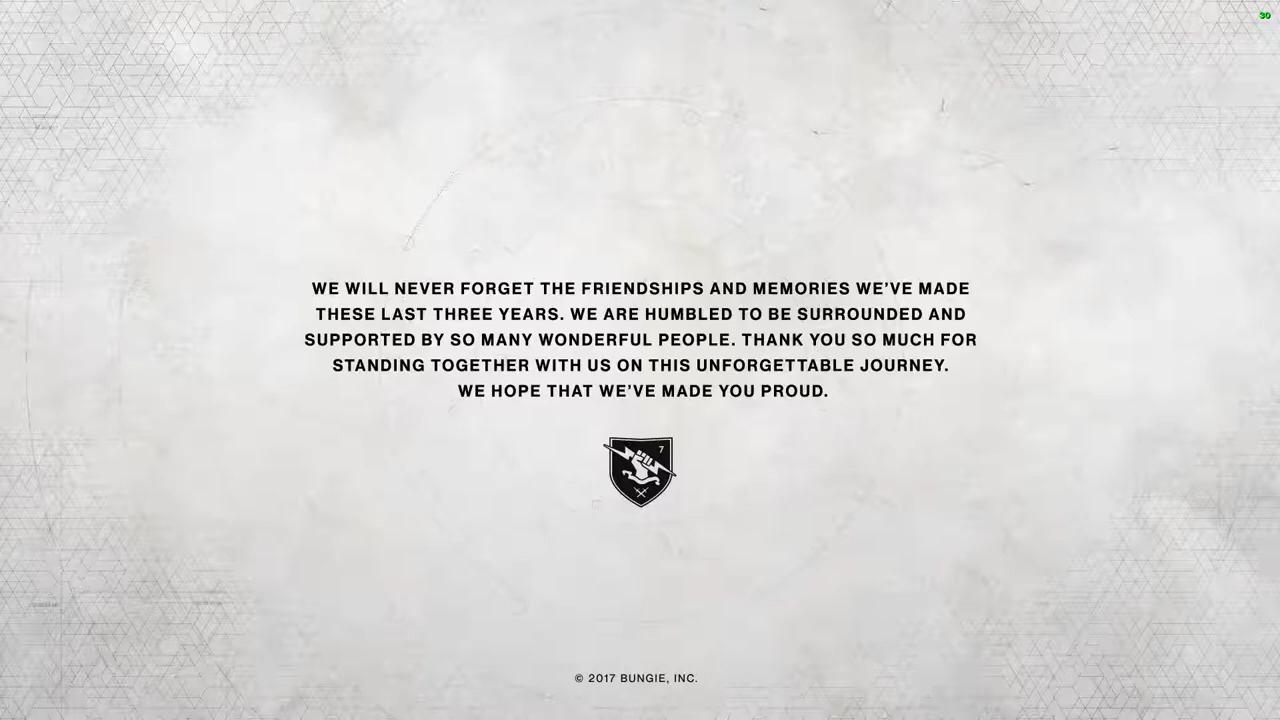 30
WE WILL NEVER FORGET THE FRIENDSHIPS AND MEMORIES WE’VE MADE
THESE LAST THREE YEARS. WE ARE HUMBLED TO BE SURROUNDED AND
SUPPORTED BY SO MANY WONDERFUL PEOPLE. THANK YOU SO MUCH FOR
STANDING TOGETHER WITH US ON THIS UNFORGETTABLE JOURNEY.
WE HOPE THAT WE’VE MADE YOU PROUD.
7
© 2017 BUNGIE, INC.